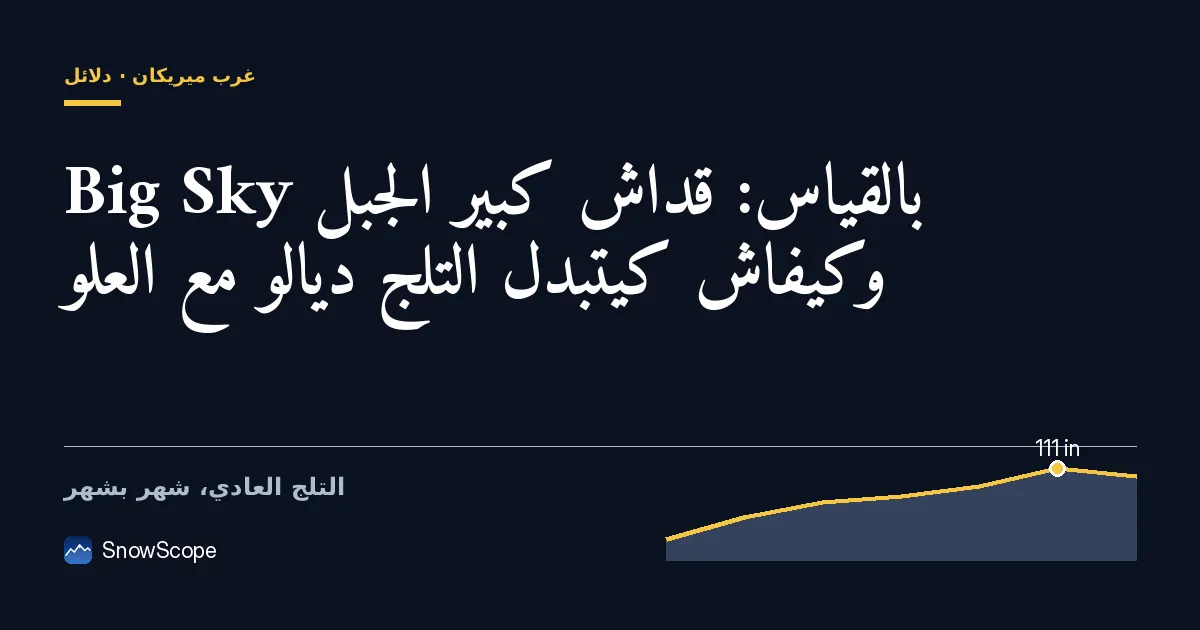 غرب ميريكان · دلائل
بالقياس: قداش كبير الجبل Big Sky
وكيفاش كيتبدل التلج ديالو مع العلو
111 in
التلج العادي، شهر بشهر
SnowScope